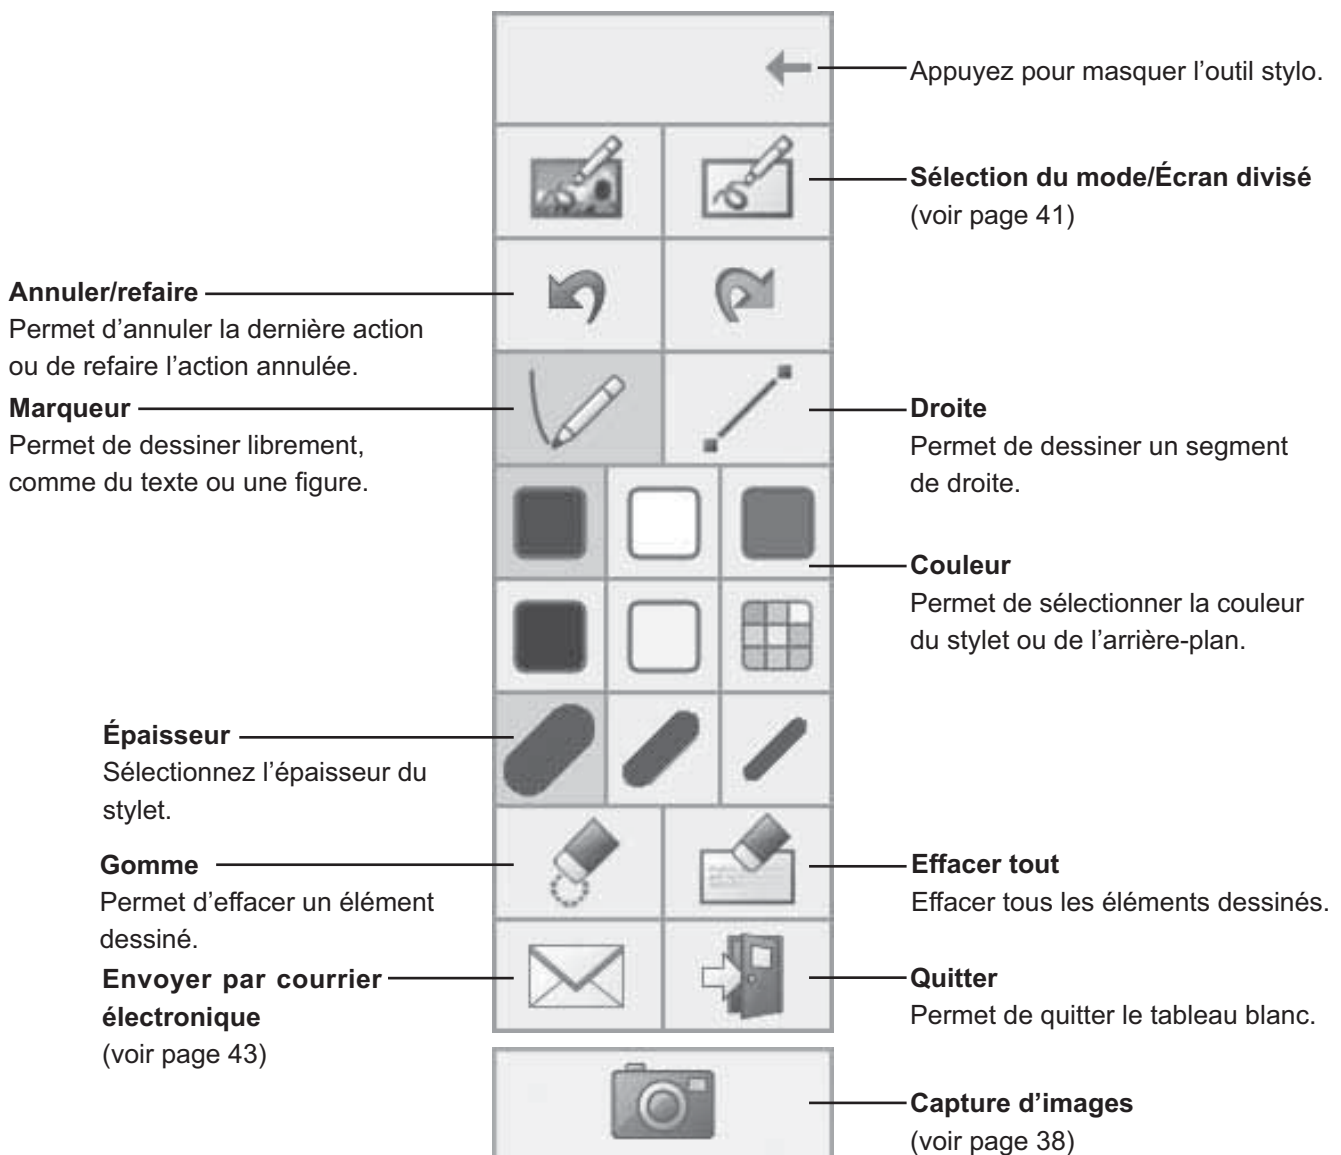 Appuyez pour masquer l’outil stylo.
Sélection du mode/Écran divisé
(voir page 41)
Annuler/refaire
Permet d’annuler la dernière action
ou de refaire l’action annulée.
Marqueur
Permet de dessiner librement,
comme du texte ou une figure.
Droite
Permet de dessiner un segment
de droite.
Couleur
Permet de sélectionner la couleur
du stylet ou de l’arrière-plan.
Épaisseur
Sélectionnez l’épaisseur du
stylet.
Gomme
Permet d’effacer un élément
dessiné.
Effacer tout
Effacer tous les éléments dessinés.
Envoyer par courrier
électronique
(voir page 43)
Quitter
Permet de quitter le tableau blanc.
Capture d’images
(voir page 38)